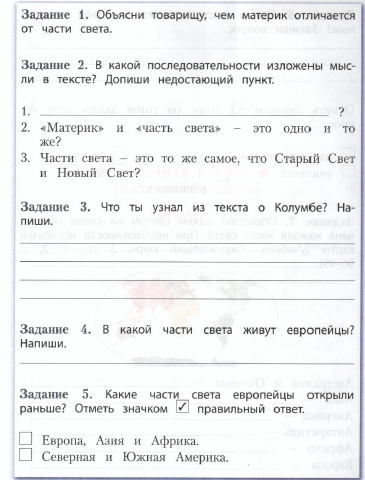 Задание 1. Объясни товарищу, чем материк отличается
от части света.
Задание 2. В какой последовательности изложены мыс-
ли в тексте? Допиши недостающий пункт.
1. ?
2. «Материк» и «часть света» – это одно и то
же?
3. Части света – это то же самое, что Старый Свет
и Новый Свет?
Задание 3. Что ты узнал из текста о Колумбе? На-
пиши.
Задание 4. В какой части света живут европейцы?
Напиши.
Задание 5. Какие части света европейцы открыли
раньше? Отметь значком ✓ правильный ответ.
Европа, Азия и Африка.
Северная и Южная Америка.